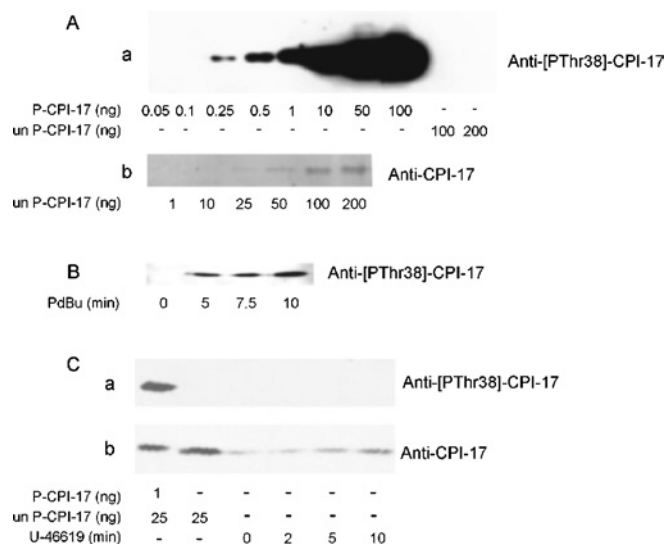 A
a
Anti-[PThr38]-CPI-17
P-CPI-17 (ng) 0.05 0.1 0.25 0.5 1 10 50 100 - -
un P-CPI-17 (ng) - - - - - - - - 100 200
b
Anti-CPI-17
un P-CPI-17 (ng) 1 10 25 50 100 200
B
Anti-[PThr38]-CPI-17
PdBu (min) 0 5 7.5 10
C
a
Anti-[PThr38]-CPI-17
b
Anti-CPI-17
P-CPI-17 (ng) 1 - - - - -
un P-CPI-17 (ng) 25 25 - - - -
U-46619 (min) - - 0 2 5 10